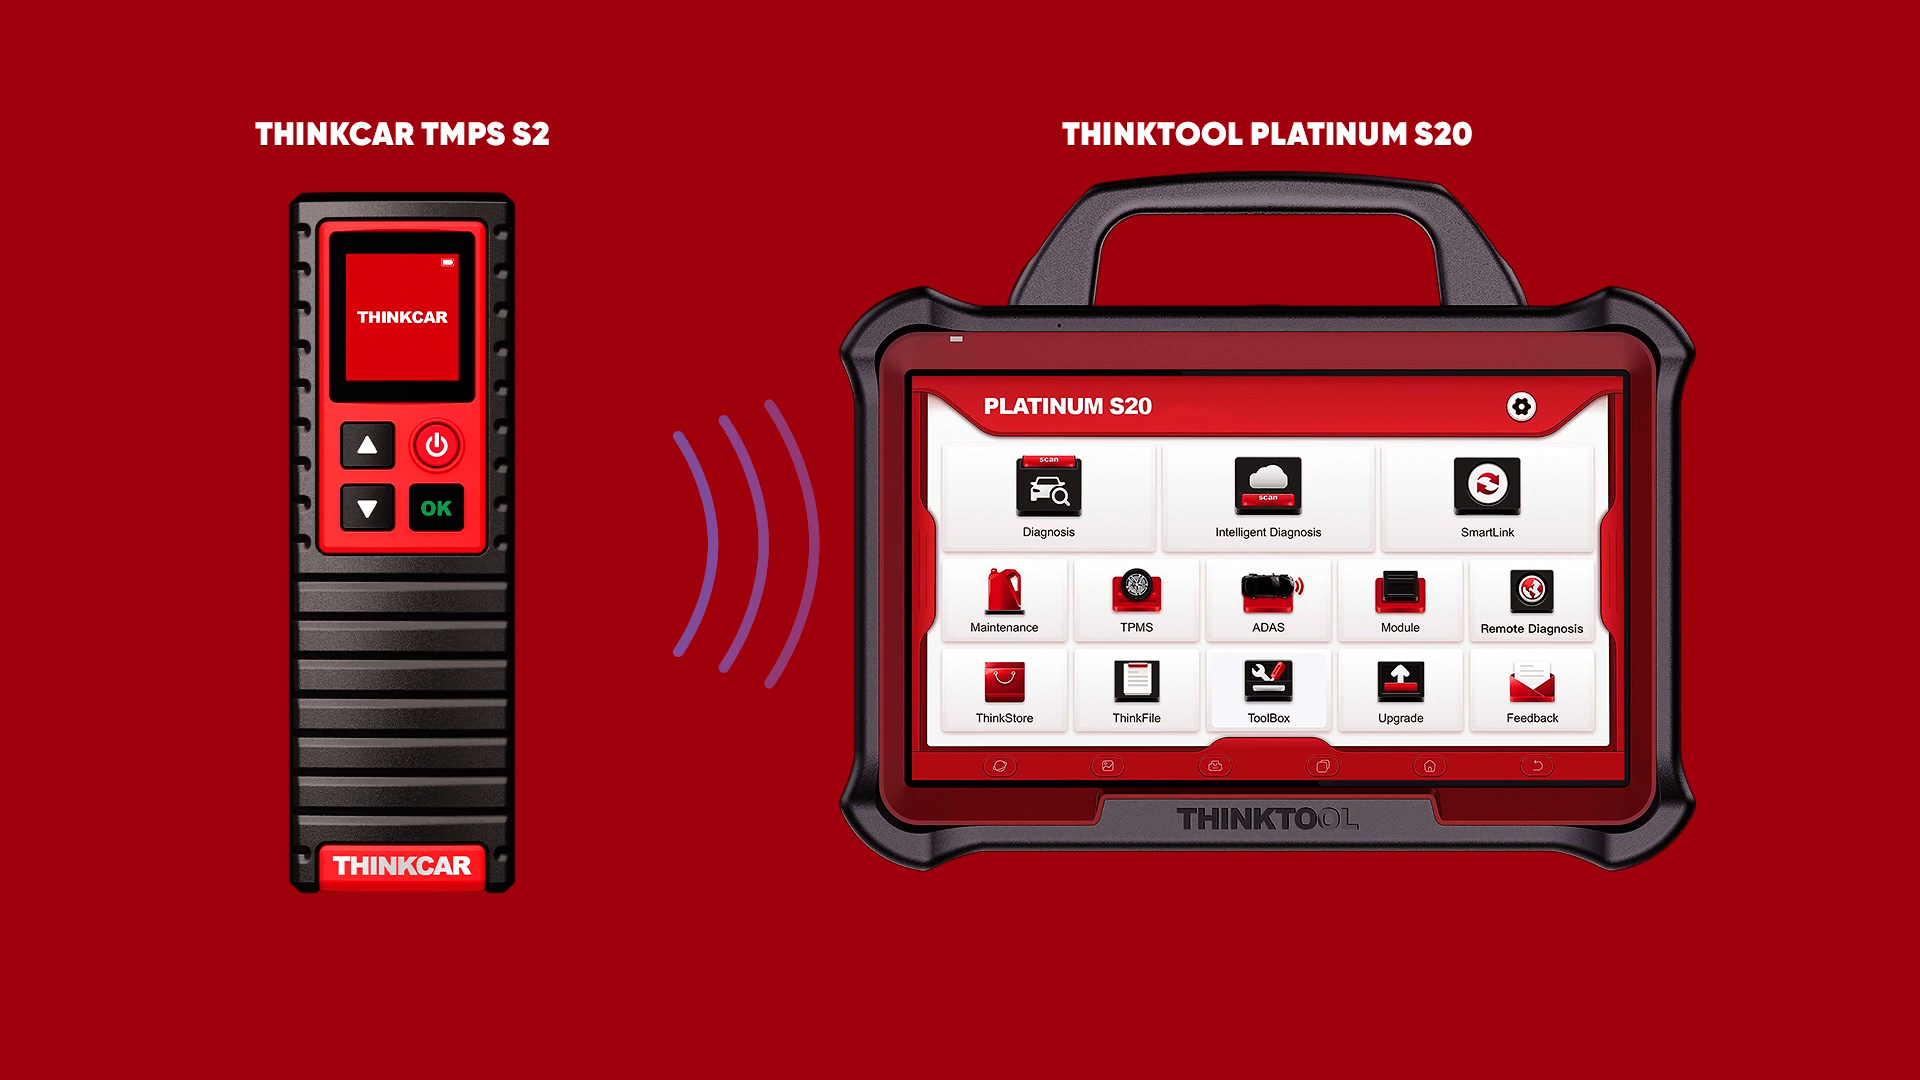 THINKCAR TMPS S2
THINKTOOL PLATINUM S20
THINKCAR
OK
THINKCAR
PLATINUM S20
scan
Diagnosis
scan
Intelligent Diagnosis
SmartLink
Maintenance
TPMS
ADAS
Module
Remote Diagnosis
ThinkStore
ThinkFile
ToolBox
Upgrade
Feedback
THINKTOOL